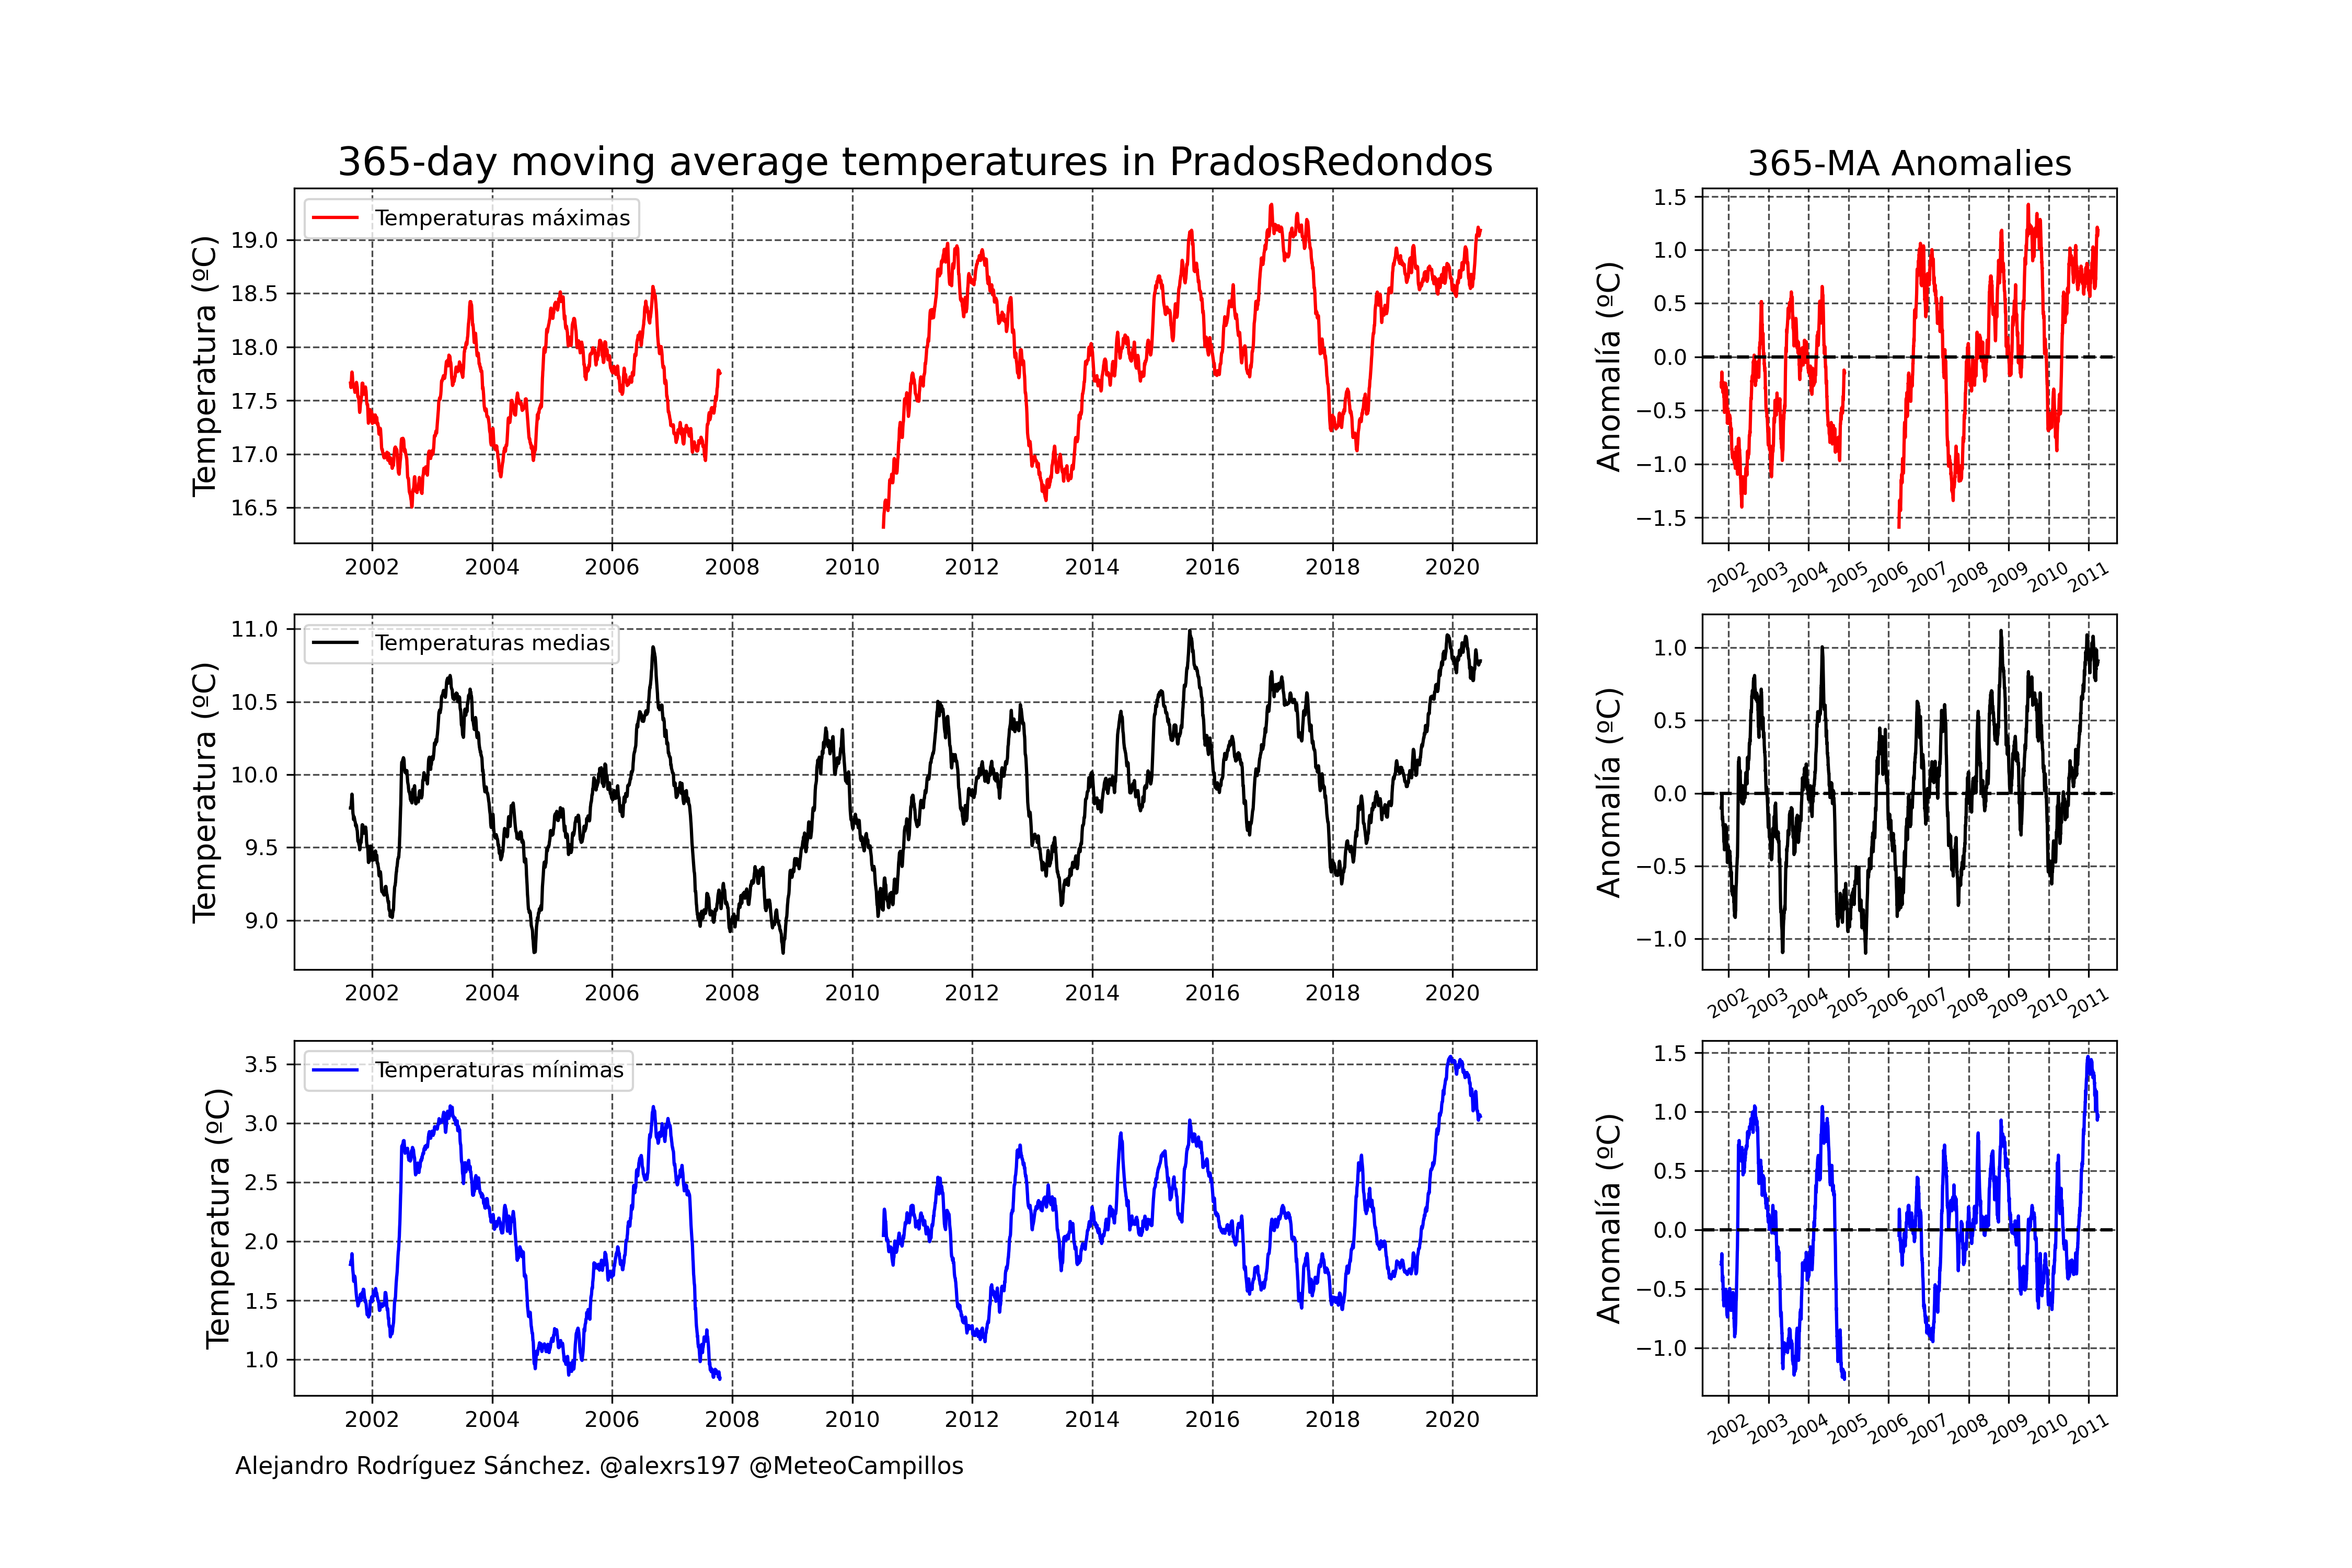 365-day moving average temperatures in PradosRedondos
365-MA Anomalies
Temperaturas máximas
Temperatura (ºC)
19.0
18.5
18.0
17.5
17.0
16.5
2002 2004 2006 2008 2010 2012 2014 2016 2018 2020
Anomalía (ºC)
1.5
1.0
0.5
0.0
−0.5
−1.0
−1.5
2002 2003 2004 2005 2006 2007 2008 2009 2010 2011
Temperaturas medias
Temperatura (ºC)
11.0
10.5
10.0
9.5
9.0
2002 2004 2006 2008 2010 2012 2014 2016 2018 2020
Anomalía (ºC)
1.0
0.5
0.0
−0.5
−1.0
2002 2003 2004 2005 2006 2007 2008 2009 2010 2011
Temperaturas mínimas
Temperatura (ºC)
3.5
3.0
2.5
2.0
1.5
1.0
2002 2004 2006 2008 2010 2012 2014 2016 2018 2020
Anomalía (ºC)
1.5
1.0
0.5
0.0
−0.5
−1.0
2002 2003 2004 2005 2006 2007 2008 2009 2010 2011
Alejandro Rodríguez Sánchez. @alexrs197 @MeteoCampillos